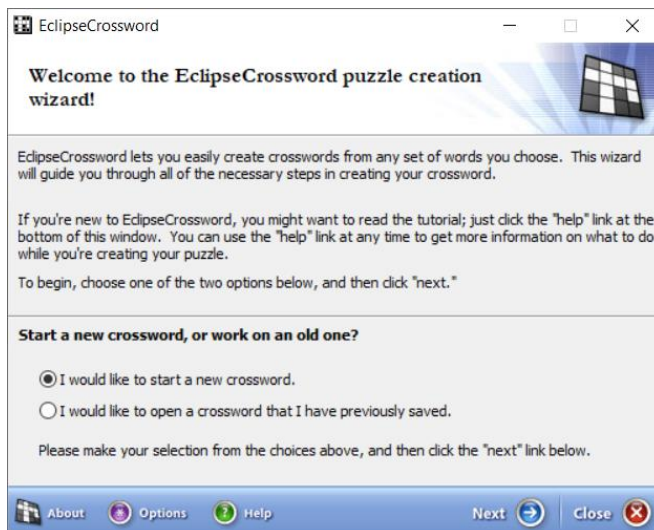 EclipseCrossword
Welcome to the EclipseCrossword puzzle creation
wizard!
EclipseCrossword lets you easily create crosswords from any set of words you choose. This wizard
will guide you through all of the necessary steps in creating your crossword.
If you're new to EclipseCrossword, you might want to read the tutorial; just click the "help" link at the
bottom of this window. You can use the "help" link at any time to get more information on what to do
while you're creating your puzzle.
To begin, choose one of the two options below, and then click "next."
Start a new crossword, or work on an old one?
I would like to start a new crossword.
I would like to open a crossword that I have previously saved.
Please make your selection from the choices above, and then click the "next" link below.
About Options Help Next Close